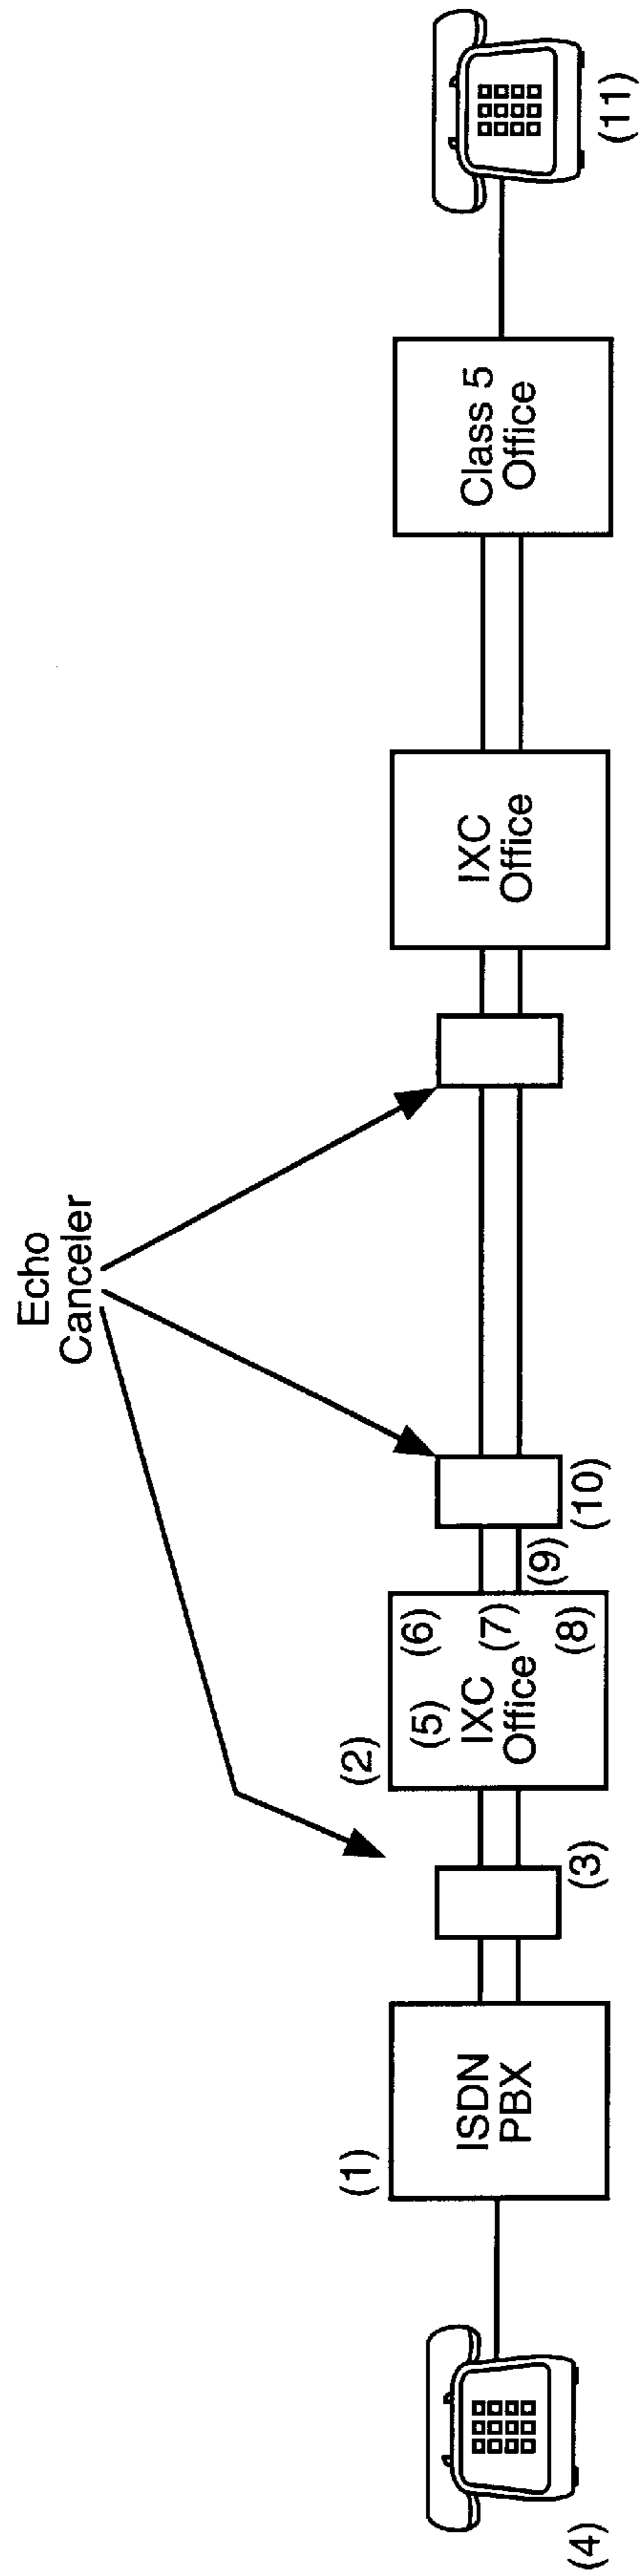 Echo
Canceler
(4)
(1)
ISDN
PBX
(3)
(2)
(5)
(6)
IXC
(7)
Office
(8)
(9)
(10)
IXC
Office
Class 5
Office
(11)